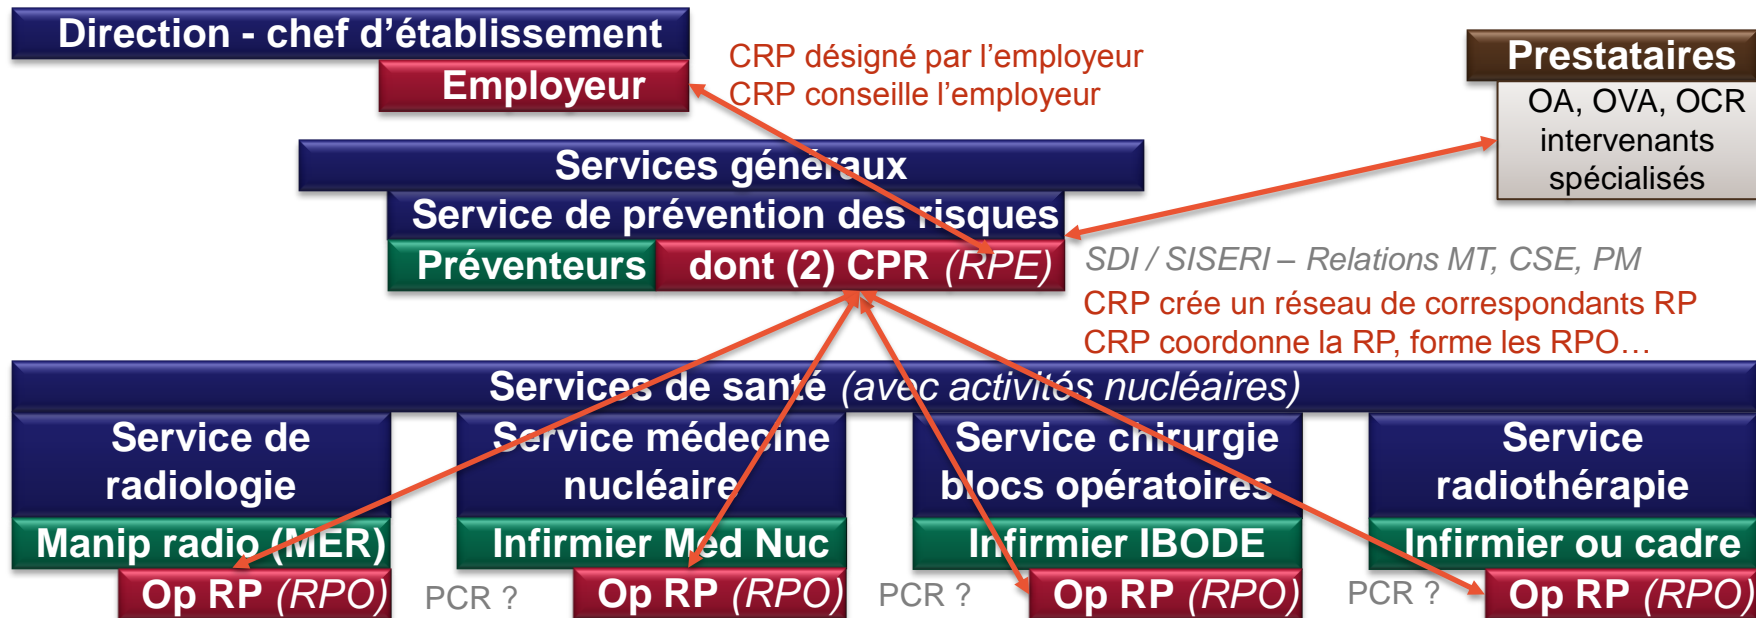 Direction - chef d’établissement
Employeur
CRP désigné par l’employeur
CRP conseille l’employeur
Prestataires
OA, OVA, OCR
intervenants
spécialisés
Services généraux
Service de prévention des risques
Préventeurs
dont (2) CPR (RPE)
SDI / SISERI – Relations MT, CSE, PM
CRP crée un réseau de correspondants RP
CRP coordonne la RP, forme les RPO…
Services de santé (avec activités nucléaires)
Service de
radiologie
Manip radio (MER)
Op RP (RPO)
PCR ?
Service médecine
nucléaire
Infirmier Med Nuc
Op RP (RPO)
PCR ?
Service chirurgie
blocs opératoires
Infirmier IBODE
Op RP (RPO)
PCR ?
Service
radiothérapie
Infirmier ou cadre
Op RP (RPO)